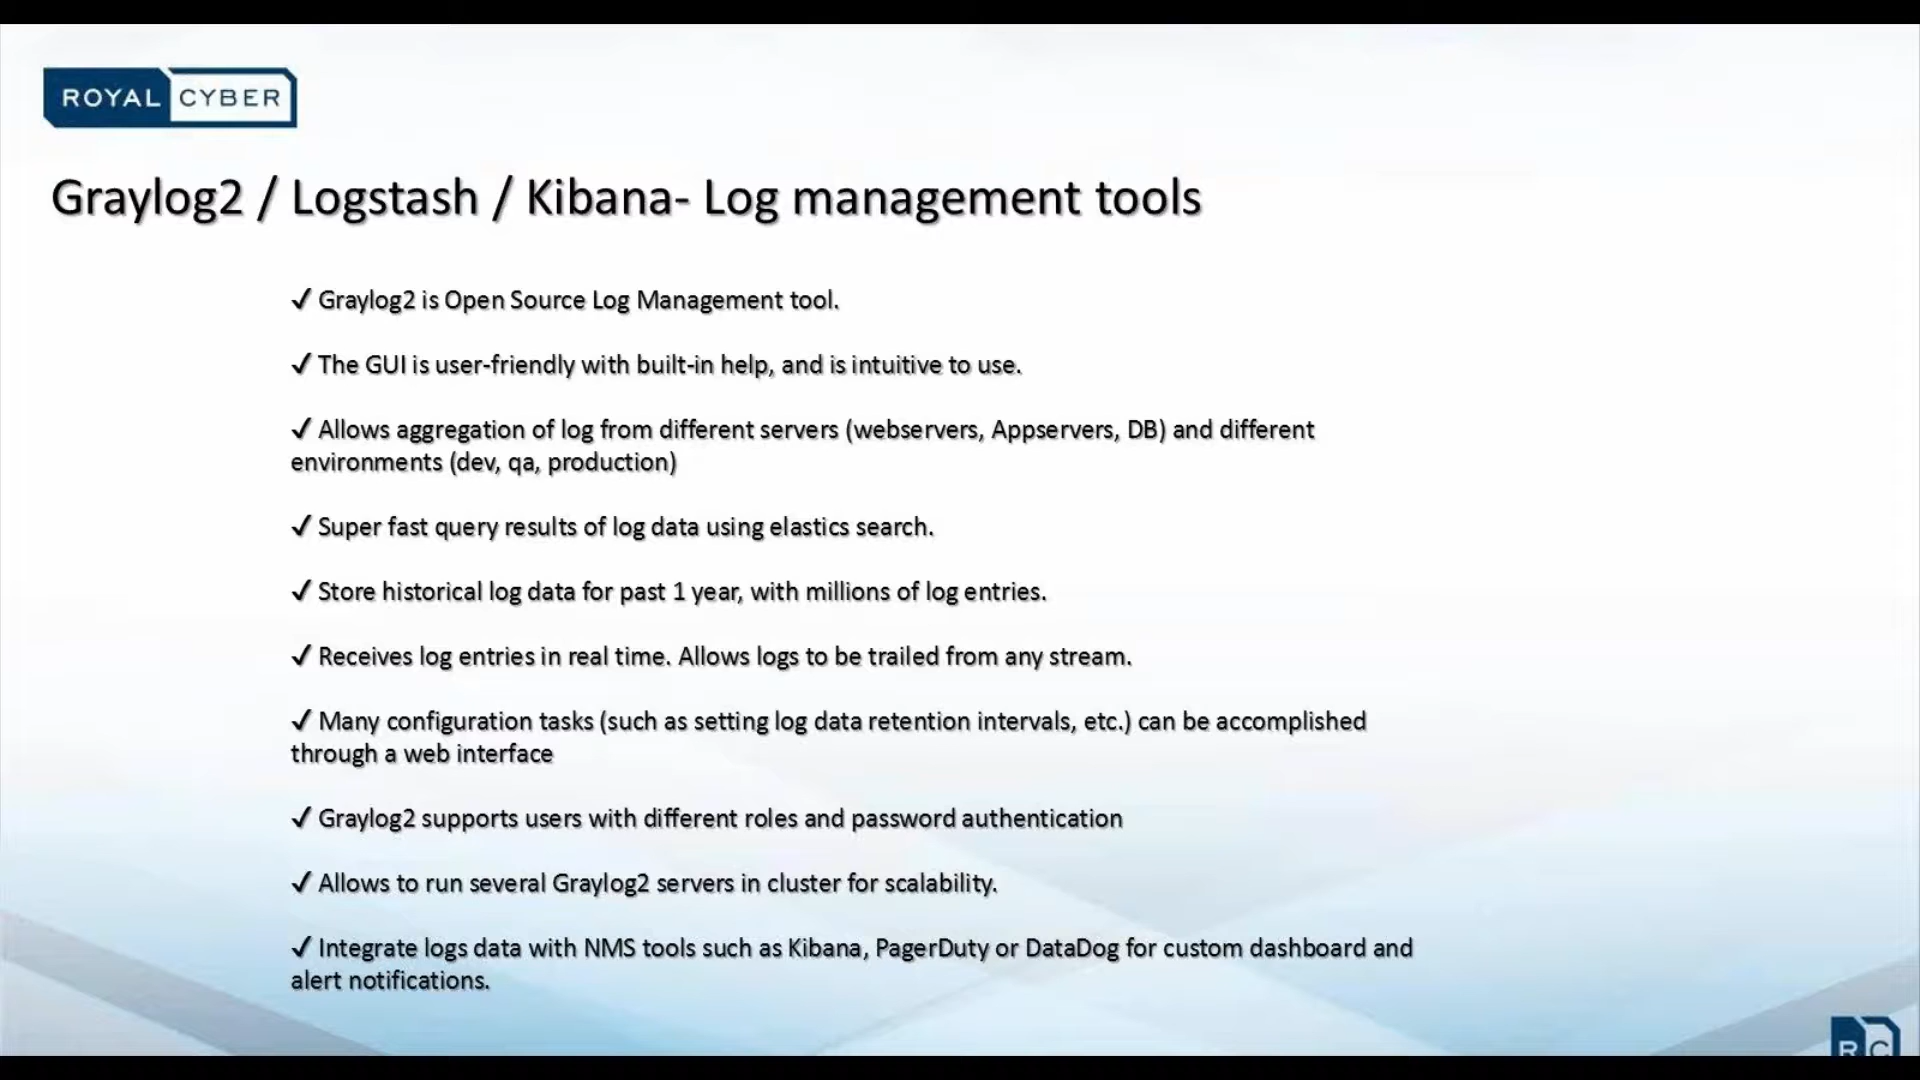 ROYAL CYBER
Graylog2 / Logstash / Kibana- Log management tools
✓ Graylog2 is Open Source Log Management tool.
✓ The GUI is user-friendly with built-in help, and is intuitive to use.
✓ Allows aggregation of log from different servers (webservers, Appservers, DB) and different
environments (dev, qa, production)
✓ Super fast query results of log data using elastics search.
✓ Store historical log data for past 1 year, with millions of log entries.
✓ Receives log entries in real time. Allows logs to be trailed from any stream.
✓ Many configuration tasks (such as setting log data retention intervals, etc.) can be accomplished
through a web interface
✓ Graylog2 supports users with different roles and password authentication
✓ Allows to run several Graylog2 servers in cluster for scalability.
✓ Integrate logs data with NMS tools such as Kibana, PagerDuty or DataDog for custom dashboard and
alert notifications.
RC